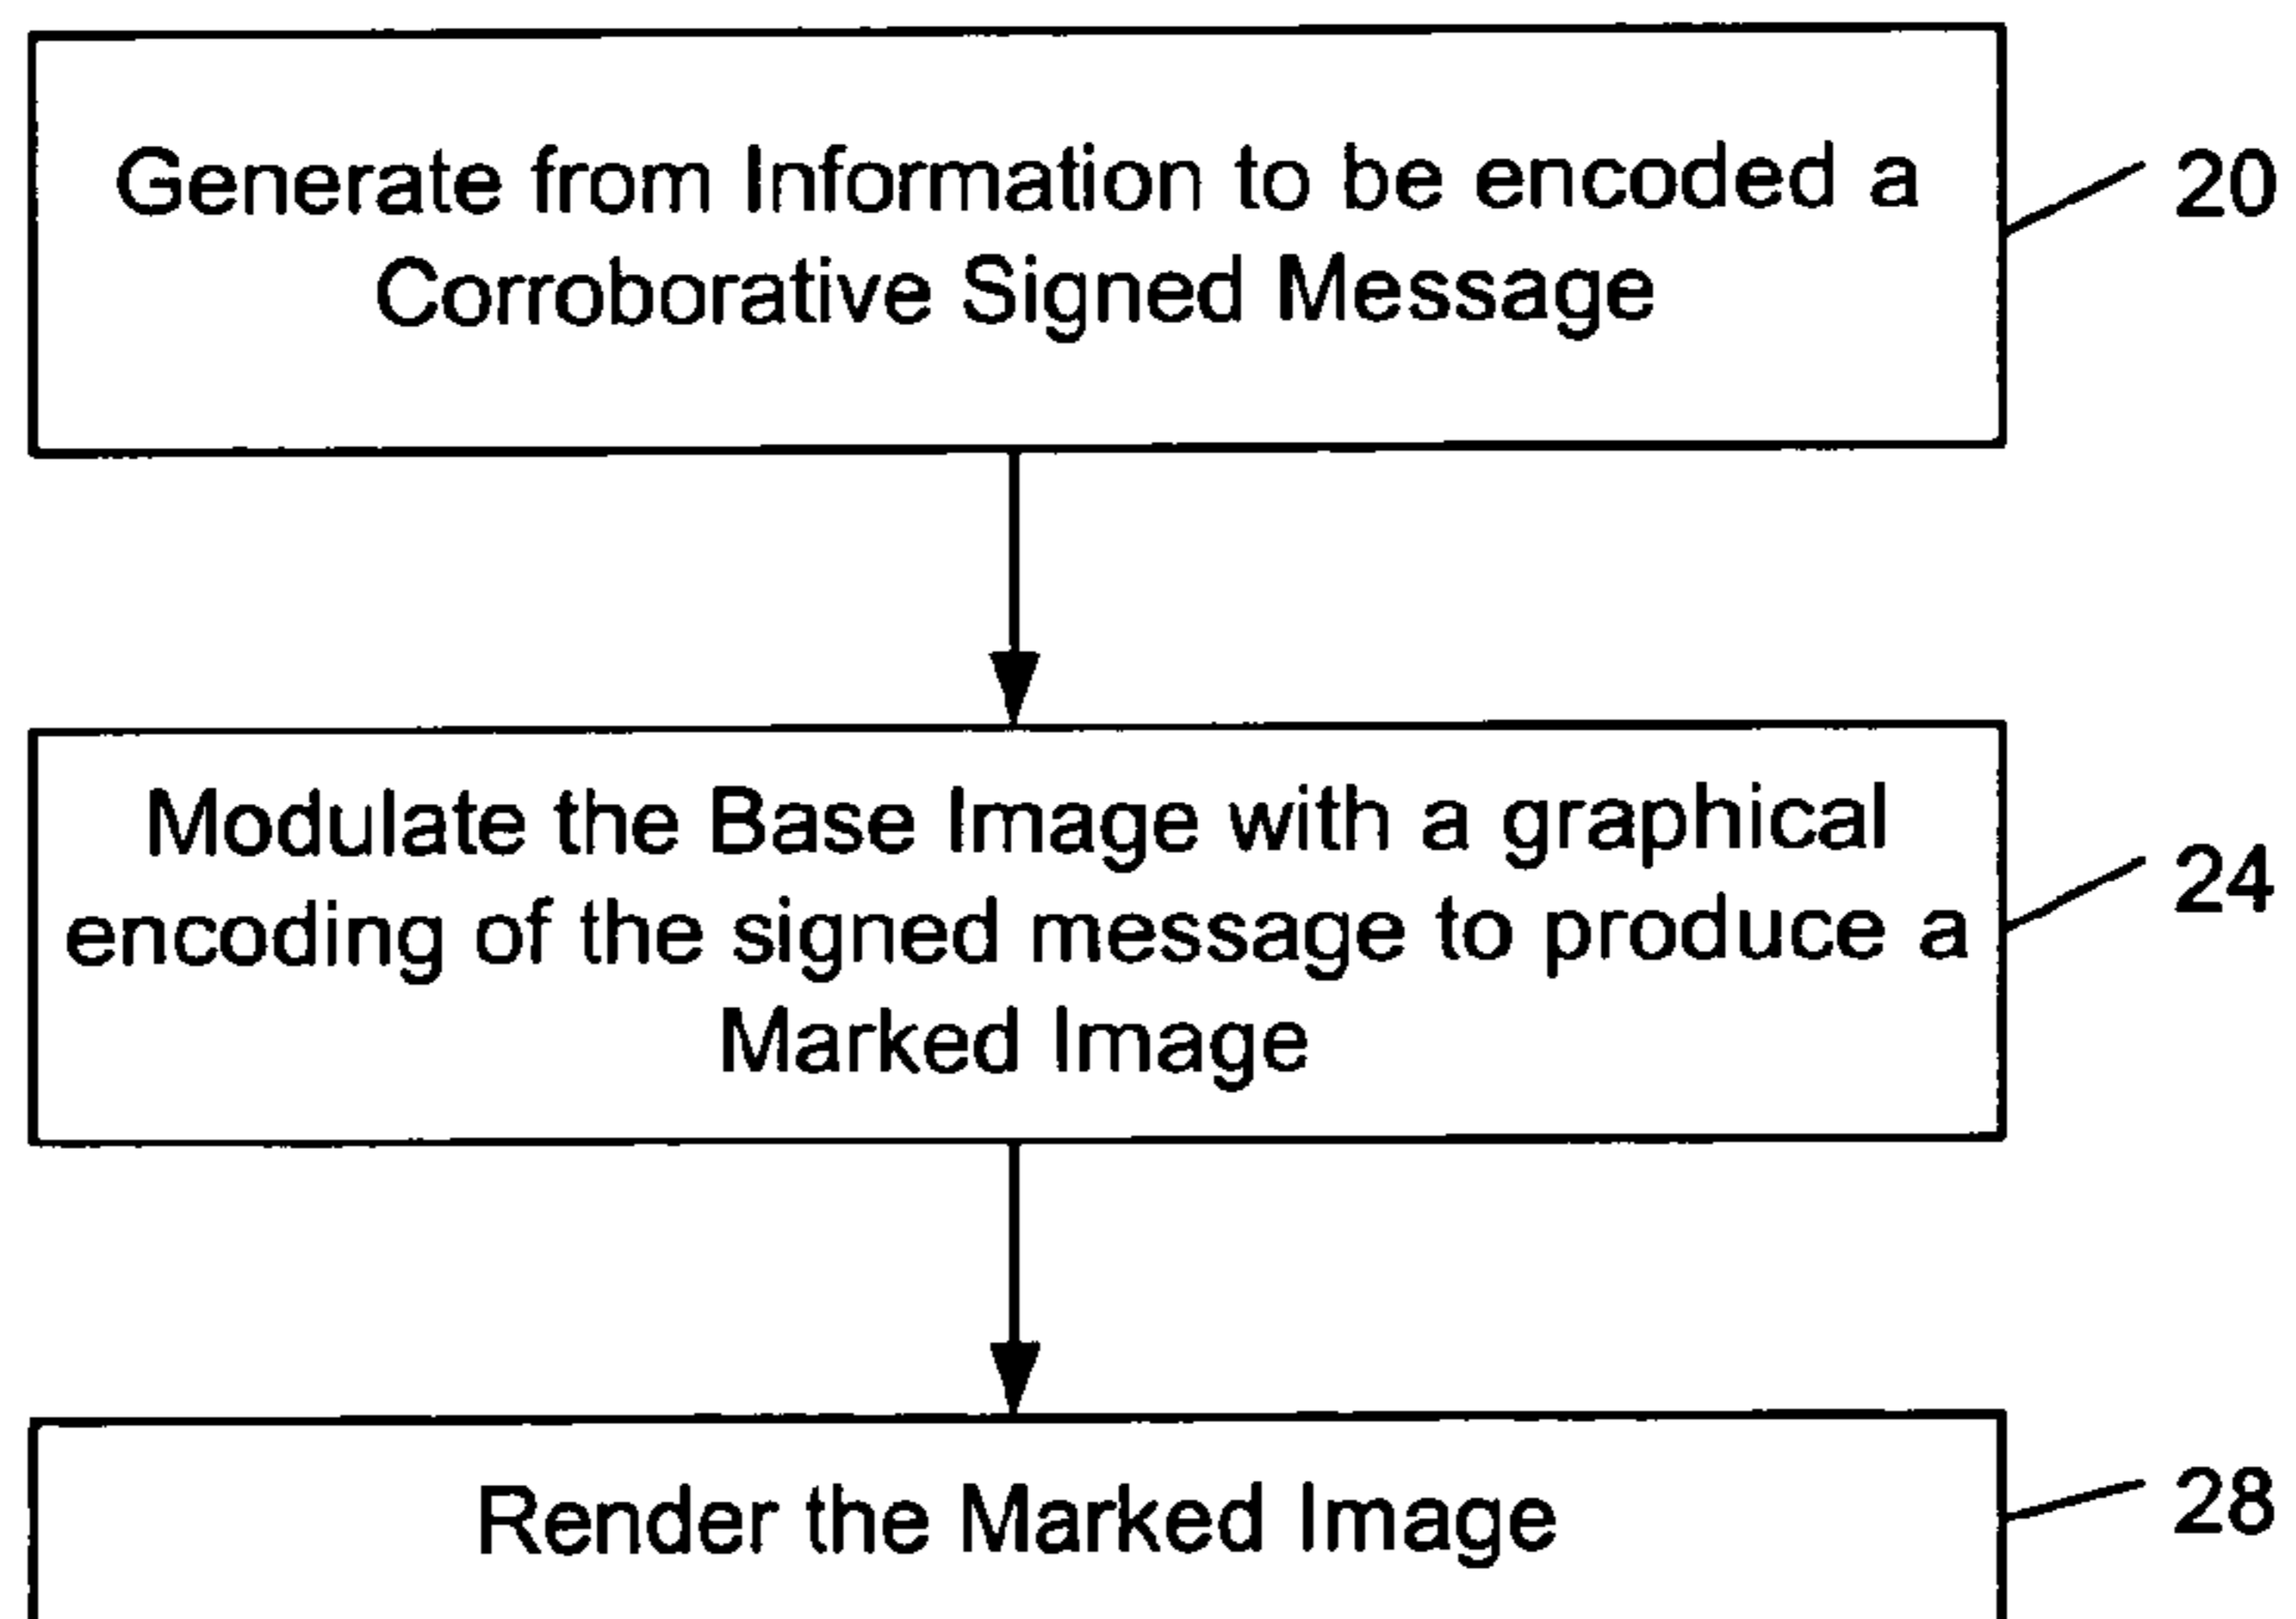 Generate from Information to be encoded a
Corroborative Signed Message
20
Modulate the Base Image with a graphical
encoding of the signed message to produce a
Marked Image
24
Render the Marked Image
28